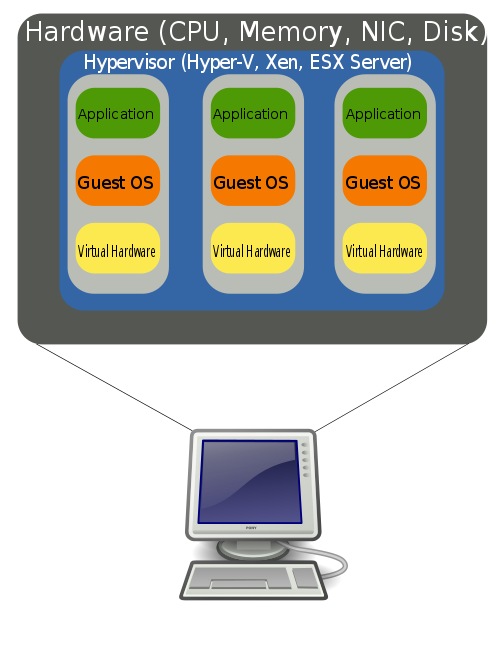 Hardware (CPU, Memory, NIC, Disk)
Hypervisor (Hyper-V, Xen, ESX Server)
Application Application Application
Guest OS Guest OS Guest OS
Virtual Hardware Virtual Hardware Virtual Hardware